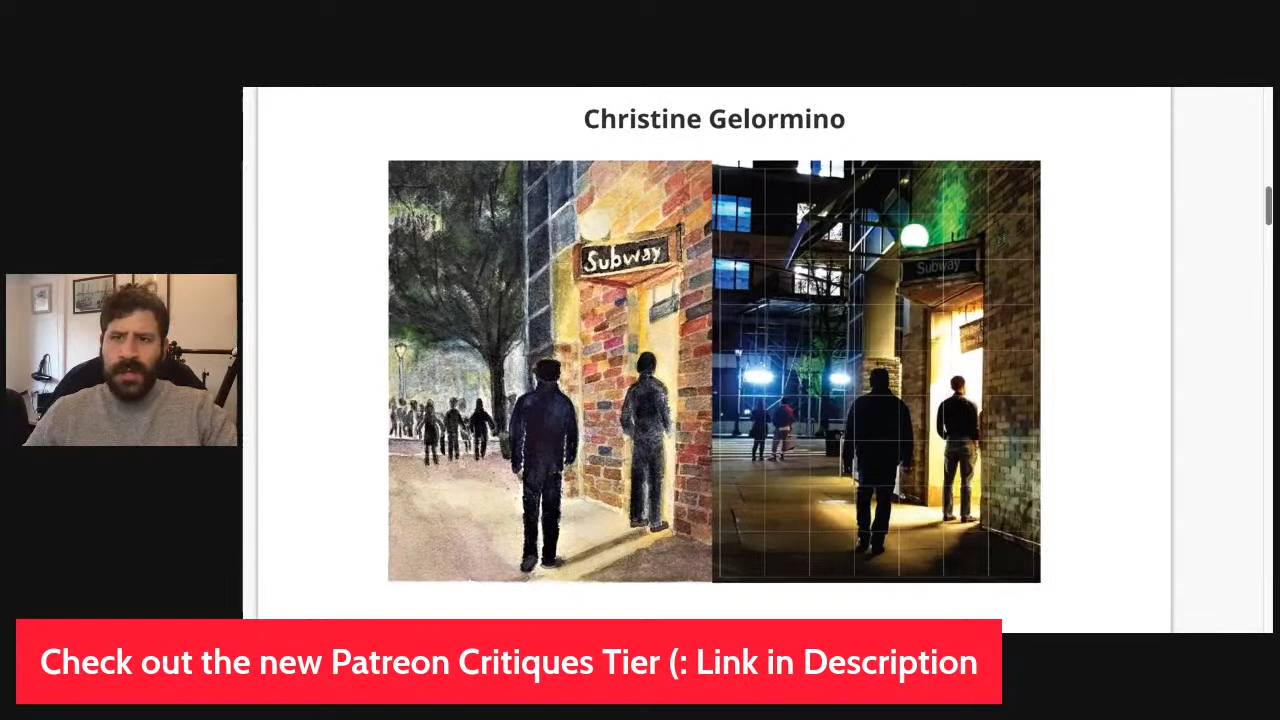 Christine Gelormino
Subway
Subway
Check out the new Patreon Critiques Tier (: Link in Description